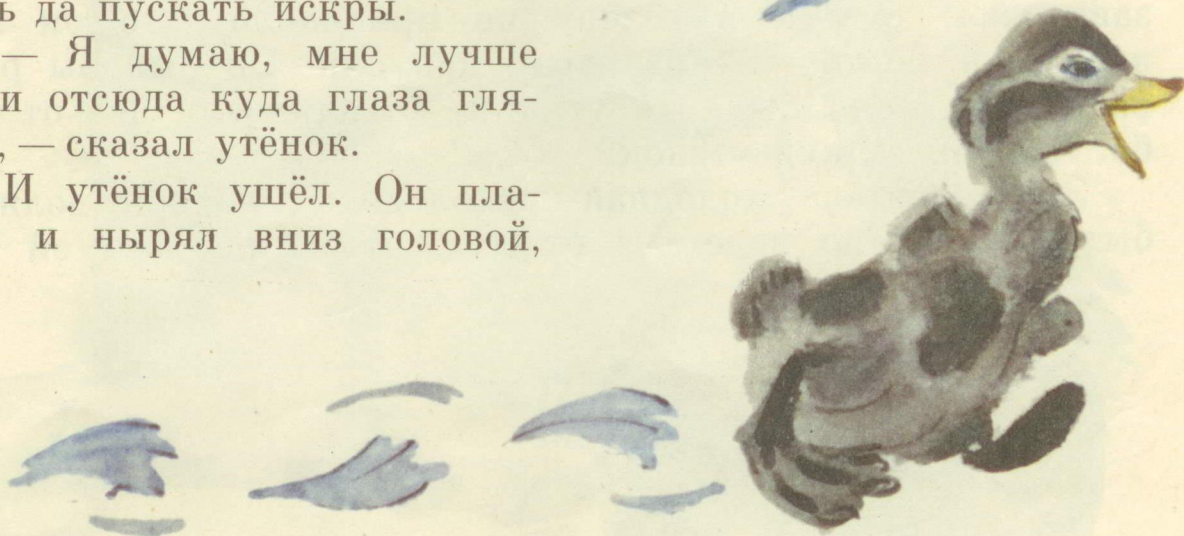 ь да пускать искры.
— Я думаю, мне лучше
и отсюда куда глаза гля-
, — сказал утёнок.
И утёнок ушёл. Он пла-
и нырял вниз головой,